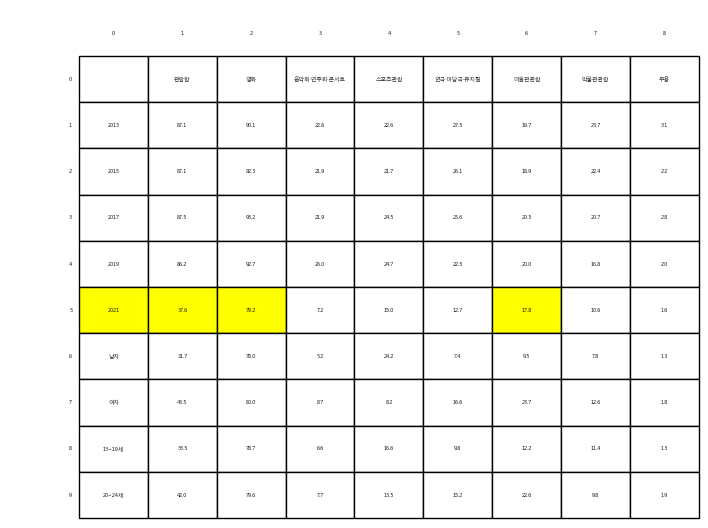 0 1 2 3 4 5 6 7 8
0 관람함 영화 음악회·연주회·콘서트 스포츠관람 연극·마당극·뮤지컬 미술관관람 박물관관람 무용
1 2013 87.1 90.1 22.6 22.6 27.5 19.7 23.7 3.1
2 2015 87.1 92.3 21.9 21.7 26.1 18.9 22.4 2.2
3 2017 87.5 93.2 21.9 24.5 25.6 20.5 20.7 2.8
4 2019 86.2 92.7 26.0 24.7 22.5 20.0 16.8 2.0
5 2021 37.6 79.2 7.2 15.0 12.7 17.8 10.6 1.6
6 남자 31.7 78.0 5.2 24.2 7.4 9.5 7.8 1.3
7 여자 43.5 80.0 8.7 8.2 16.6 23.7 12.6 1.8
8 15~19세 33.5 78.7 6.6 16.6 9.8 12.2 11.4 1.3
9 20~24세 42.0 79.6 7.7 13.5 15.2 22.6 9.8 1.9